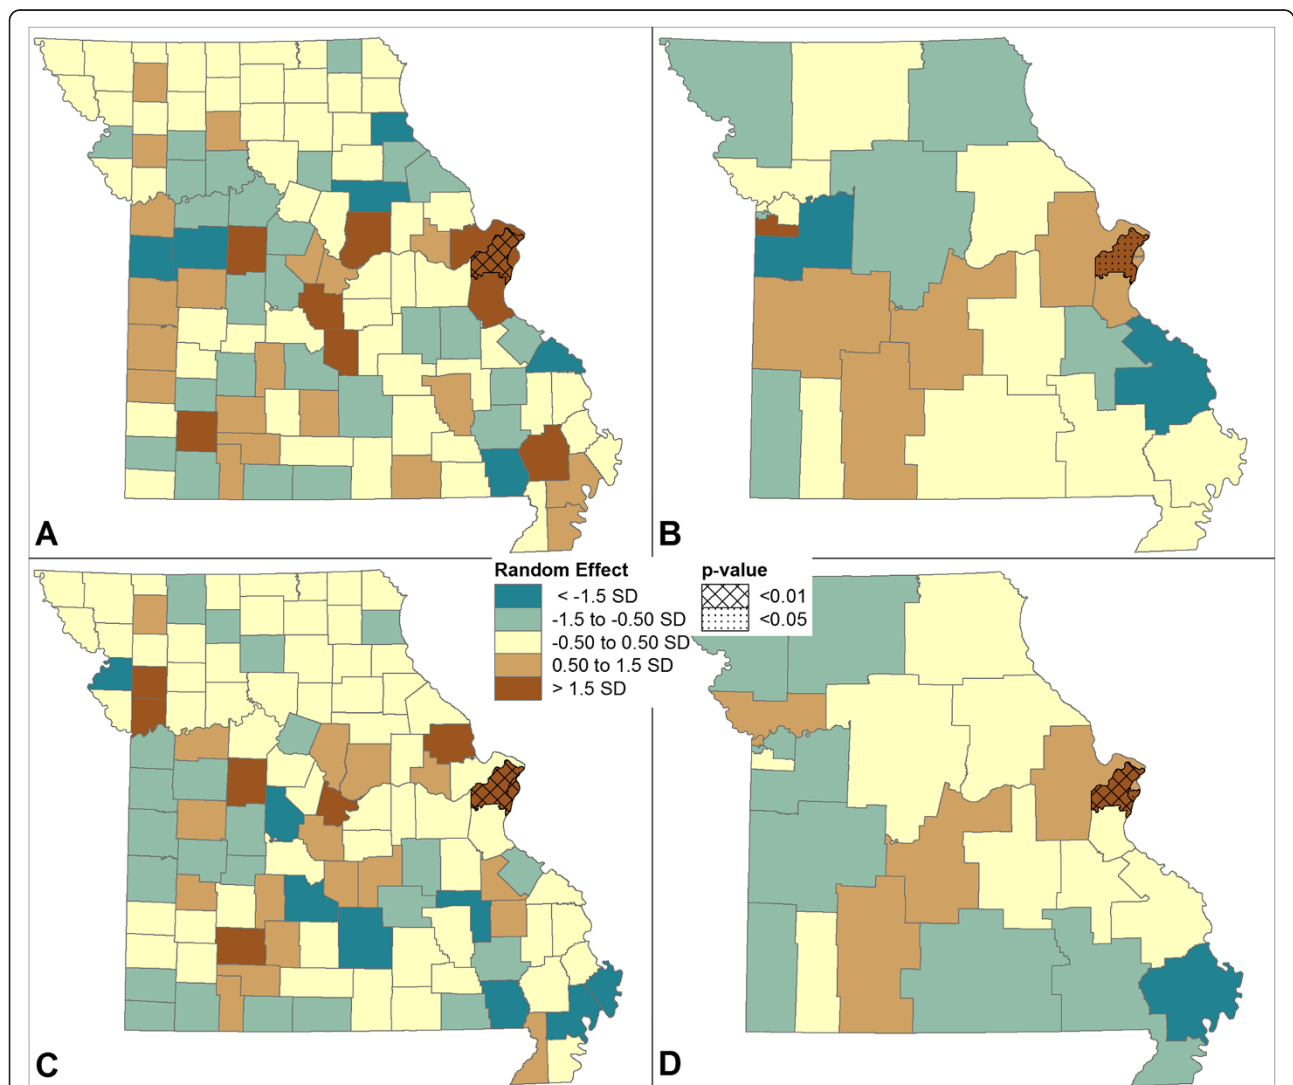 A
B
Random Effect
< -1.5 SD
-1.5 to -0.50 SD
-0.50 to 0.50 SD
0.50 to 1.5 SD
> 1.5 SD
p-value
<0.01
<0.05
C
D